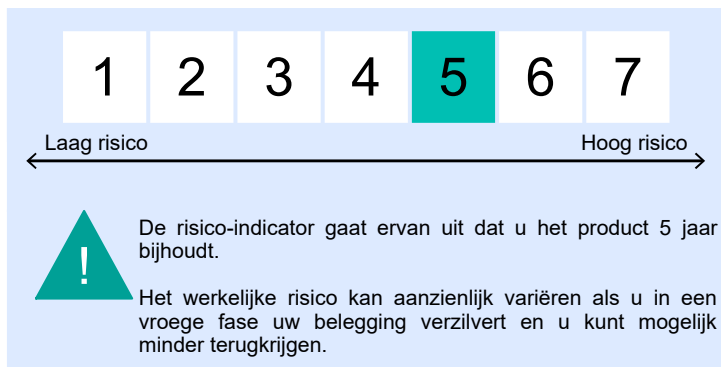 1 2 3 4 5 6 7
Laag risico Hoog risico
!
De risico-indicator gaat ervan uit dat u het product 5 jaar
bijhoudt.
Het werkelijke risico kan aanzienlijk variëren als u in een
vroege fase uw belegging verzilvert en u kunt mogelijk
minder terugkrijgen.